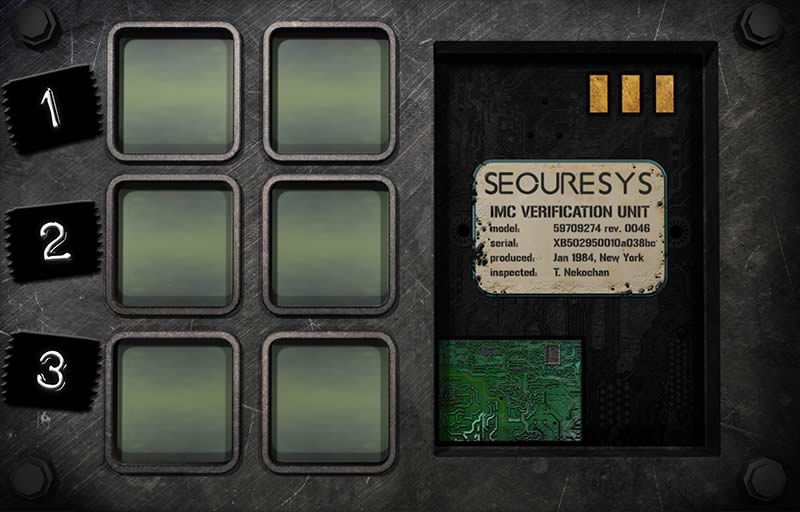 1
2
3
SECURESYS
IMC VERIFICATION UNIT
model: 59709274 rev. 0046
serial: XB502950010a038bc
produced: Jan 1984, New York
inspected: T. Nekochan